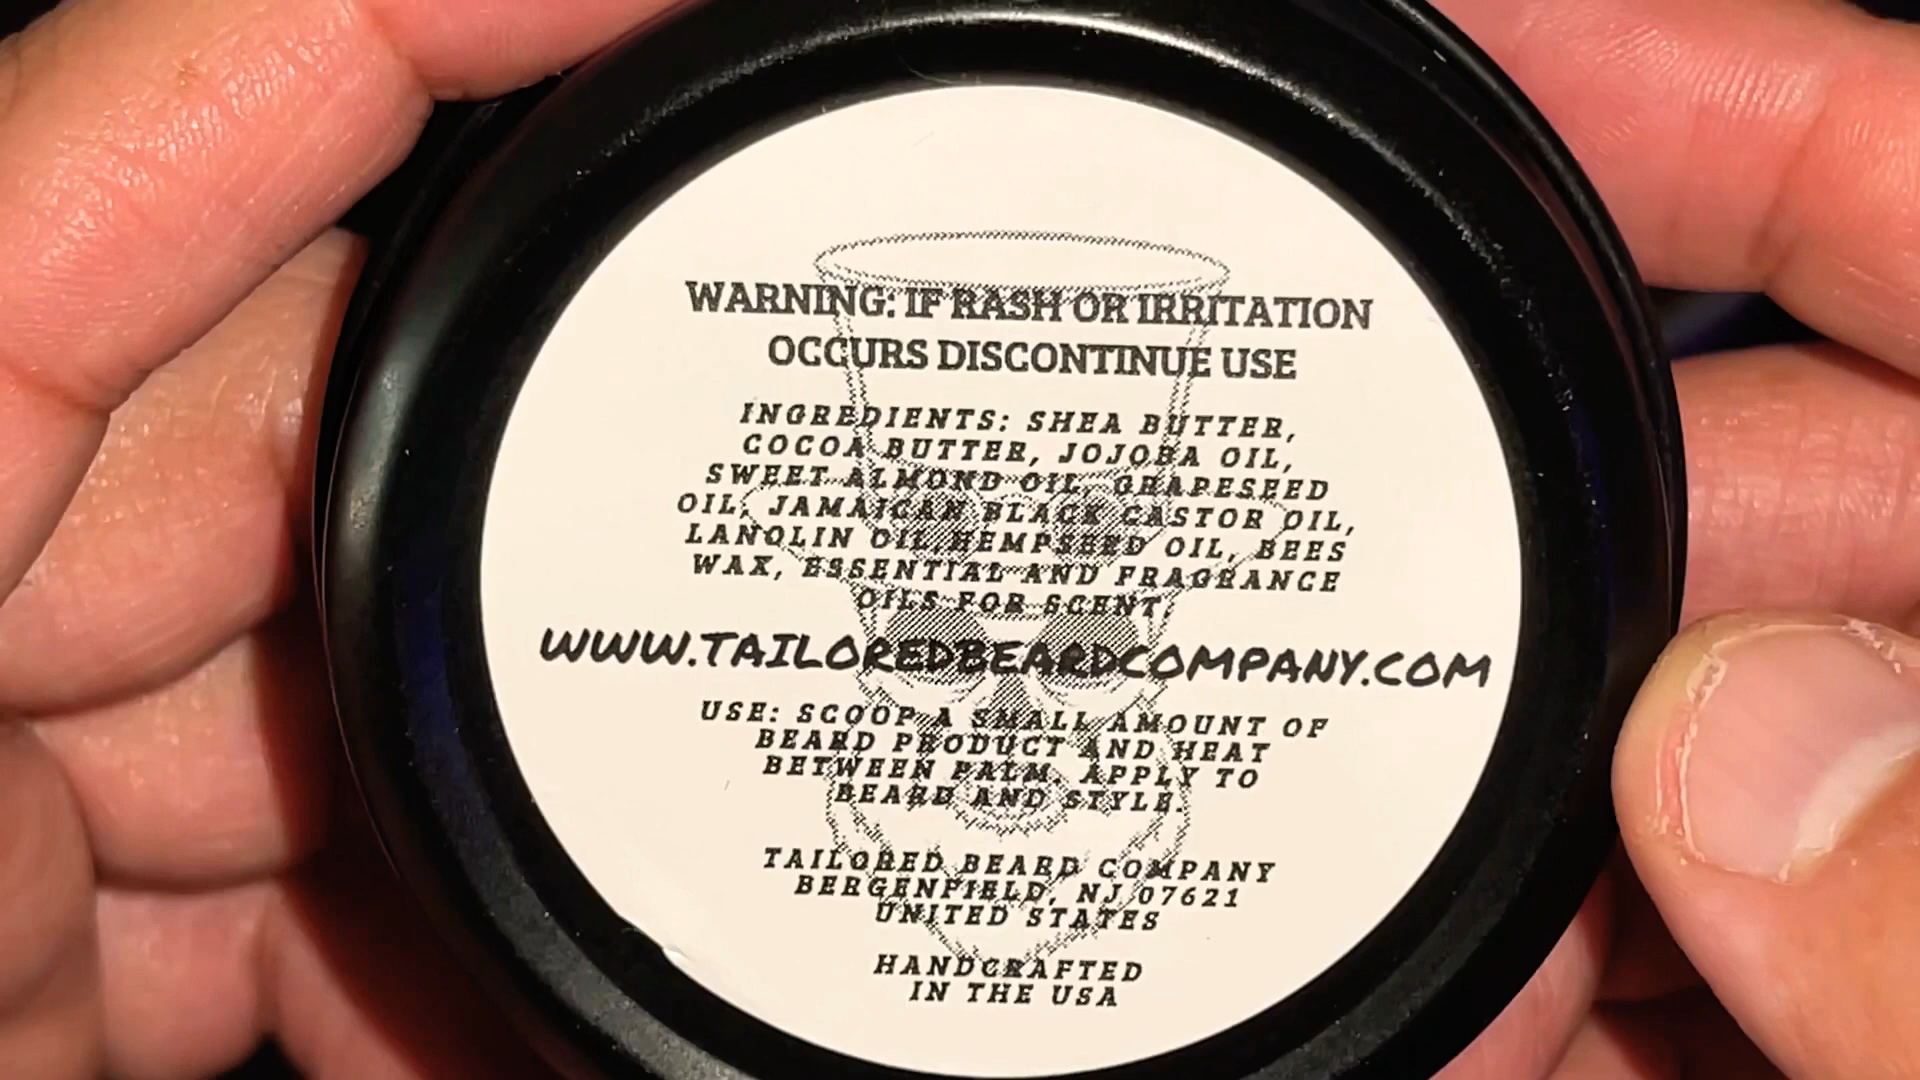 WARNING: IF RASH OR IRRITATION
OCCURS DISCONTINUE USE
INGREDIENTS: SHEA BUTTER,
COCOA BUTTER, JOJOBA OIL,
SWEET ALMOND OIL, GRAPESEED
OIL, JAMAICAN BLACK CASTOR OIL,
LANOLIN OIL,HEMPSEED OIL, BEES
WAX, ESSENTIAL AND FRAGRANCE
OILS FOR SCENT.
WWW.TAILOREDBEARDCOMPANY.COM
USE: SCOOP A SMALL AMOUNT OF
BEARD PRODUCT AND HEAT
BETWEEN PALM. APPLY TO
BEARD AND STYLE.
TAILORED BEARD COMPANY
BERGENFIELD, NJ 07621
UNITED STATES
HANDCRAFTED
IN THE USA